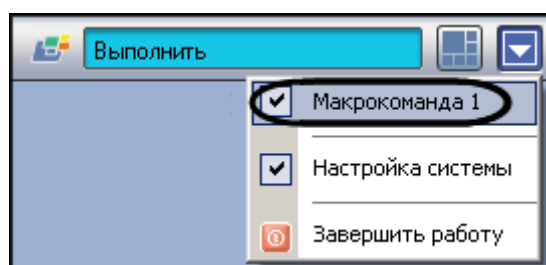 Выполнить
Макрокоманда 1
Настройка системы
Завершить работу